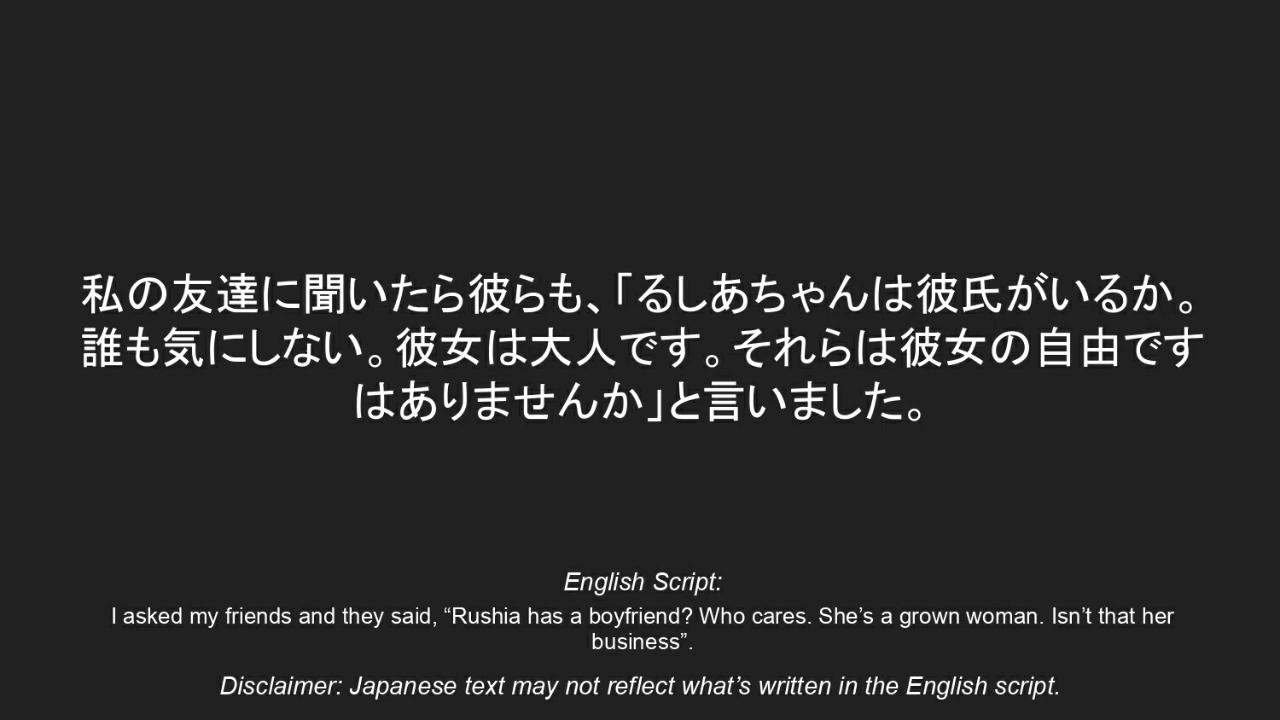 私の友達に聞いたら彼らも、「るしあちゃんは彼氏がいるか。
誰も気にしない。彼女は大人です。それらは彼女の自由です
はありませんか」と言いました。
English Script:
I asked my friends and they said, “Rushia has a boyfriend? Who cares. She’s a grown woman. Isn’t that her
business”.
Disclaimer: Japanese text may not reflect what’s written in the English script.